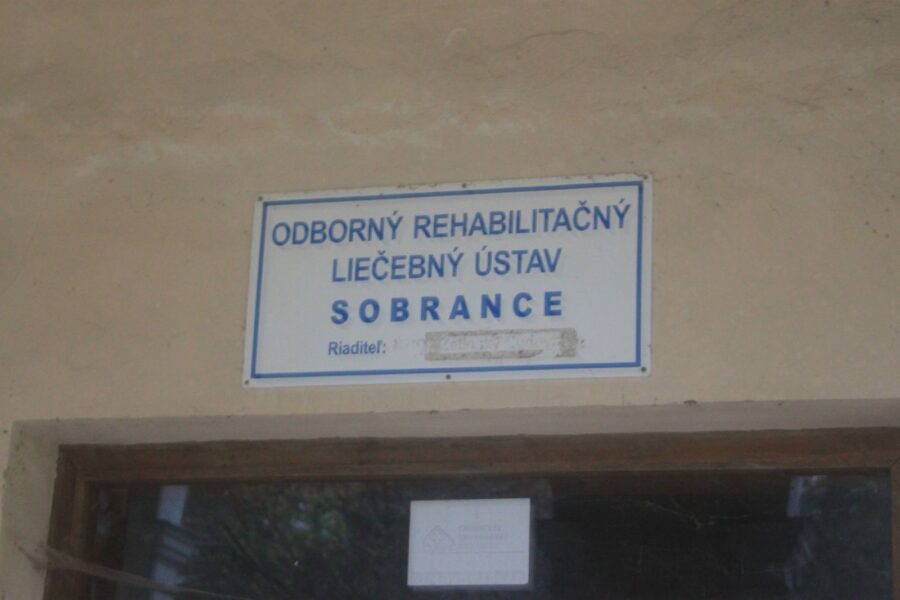 ODBORNÝ REHABILITAČNÝ
LIEČEBNÝ ÚSTAV
SOBRANCE
Riaditeľ: